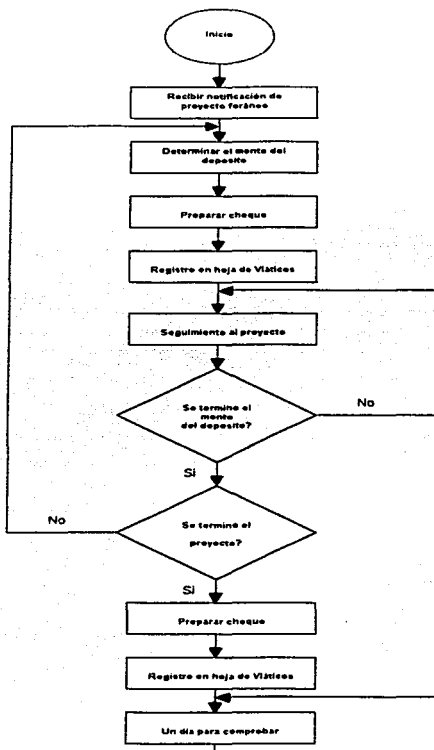 Inicio
Recibir notificación de
proyecto foráneo
Determinar el monto del
deposito
Preparar cheque
Registro en hoja de Viáticos
Seguimiento al proyecto
Se termino el
monto
del deposito?
No
Si
Se termino el
proyecto?
No
Si
Preparar cheque
Registro en hoja de Viáticos
Un día para comprobar